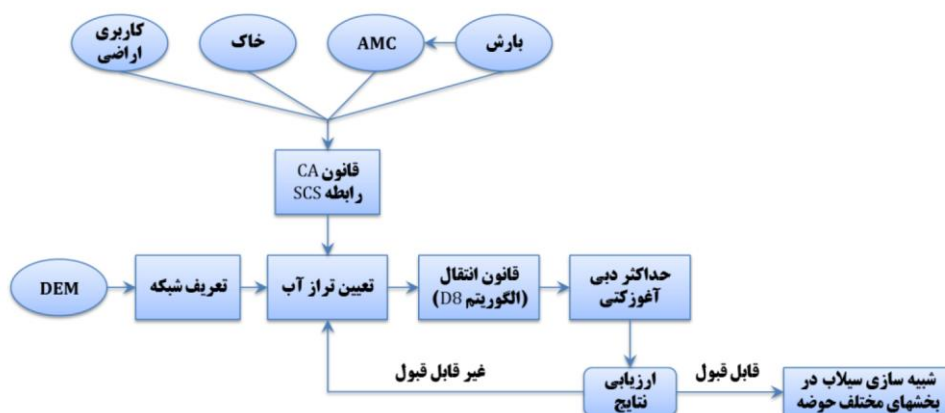 کاربری
اراضی
خاک
AMC
بارش
قانون CA
رابطه SCS
DEM
تعریف شبکه
تعیین تراز آب
قانون انتقال
(الگوریتم D8)
حداکثر دبی
آغوزکتی
غیر قابل قبول
ارزیابی
نتایج
قابل قبول
شبیه سازی سیلاب در
بخشهای مختلف حوضه